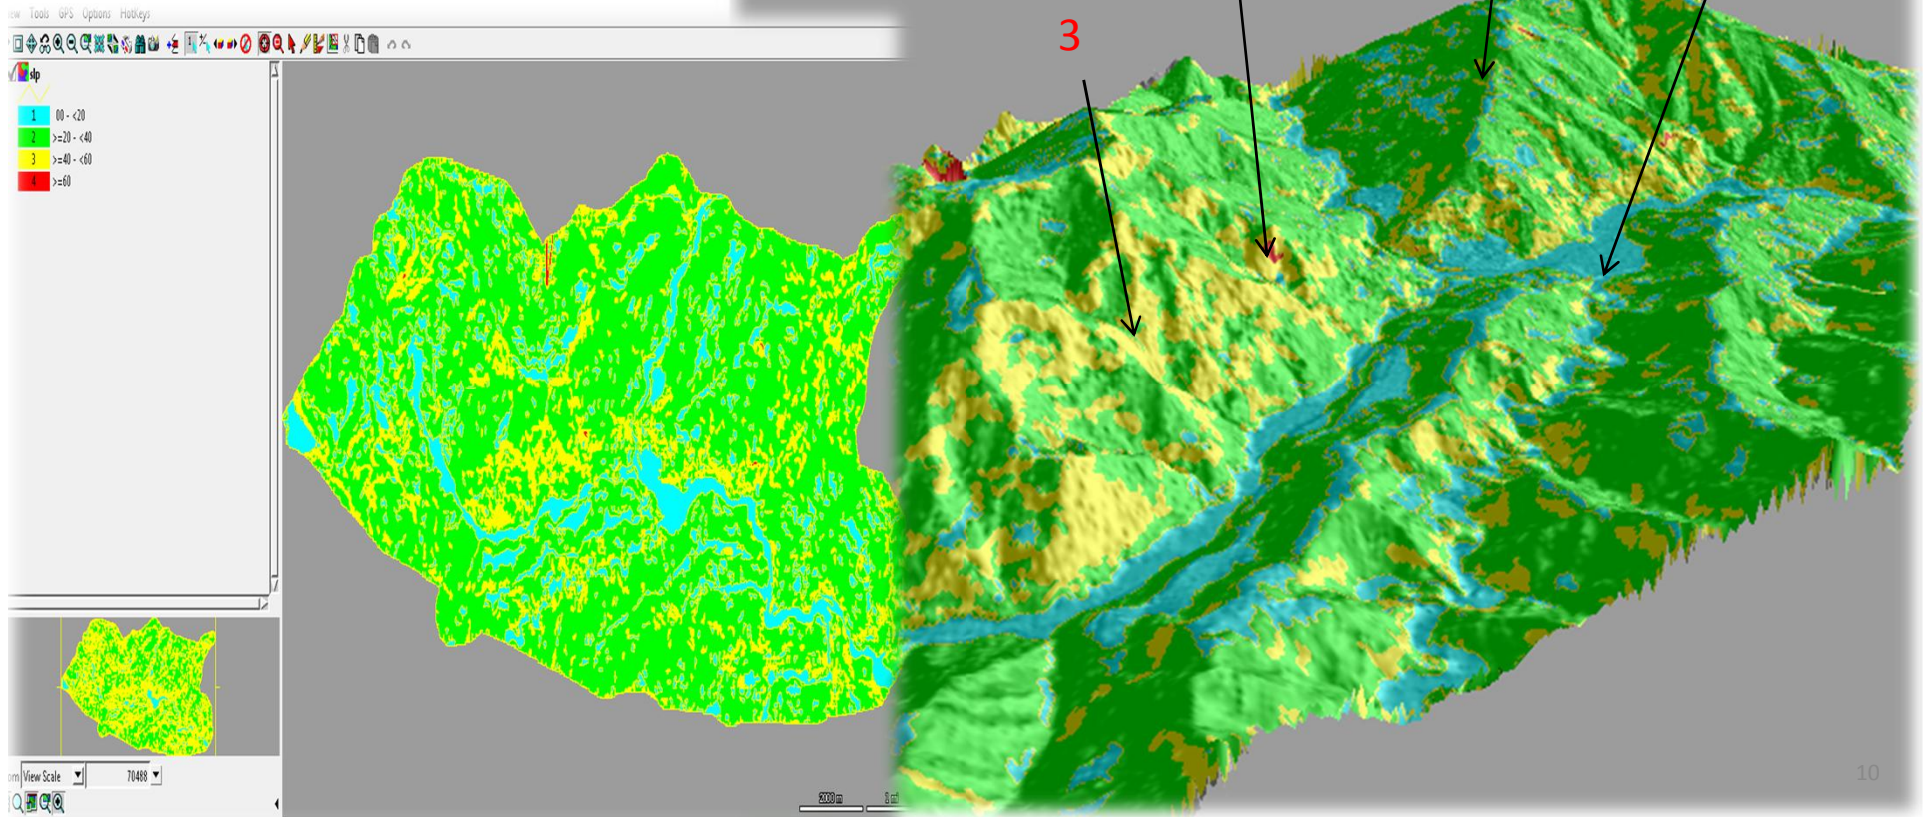 Tools GPS Options HotKeys
3
slp
1 00 - <20
2 >=20 - <40
3 >=40 - <60
4 >=60
View Scale 70488
2000 m
10